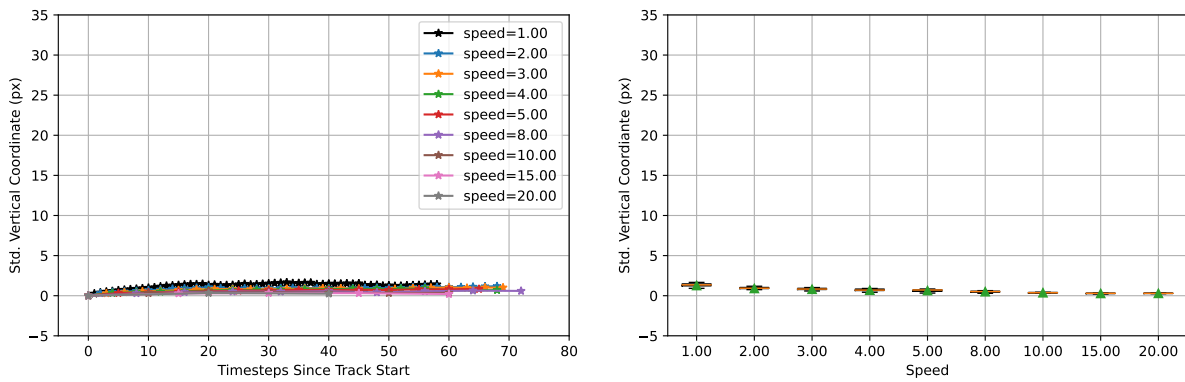 35
30
25
20
15
10
5
0
−5
Std. Vertical Coordinate (px)
0 10 20 30 40 50 60 70 80
Timesteps Since Track Start
speed=1.00
speed=2.00
speed=3.00
speed=4.00
speed=5.00
speed=8.00
speed=10.00
speed=15.00
speed=20.00
35
30
25
20
15
10
5
0
−5
Std. Vertical Coordiante (px)
1.00 2.00 3.00 4.00 5.00 8.00 10.00 15.00 20.00
Speed